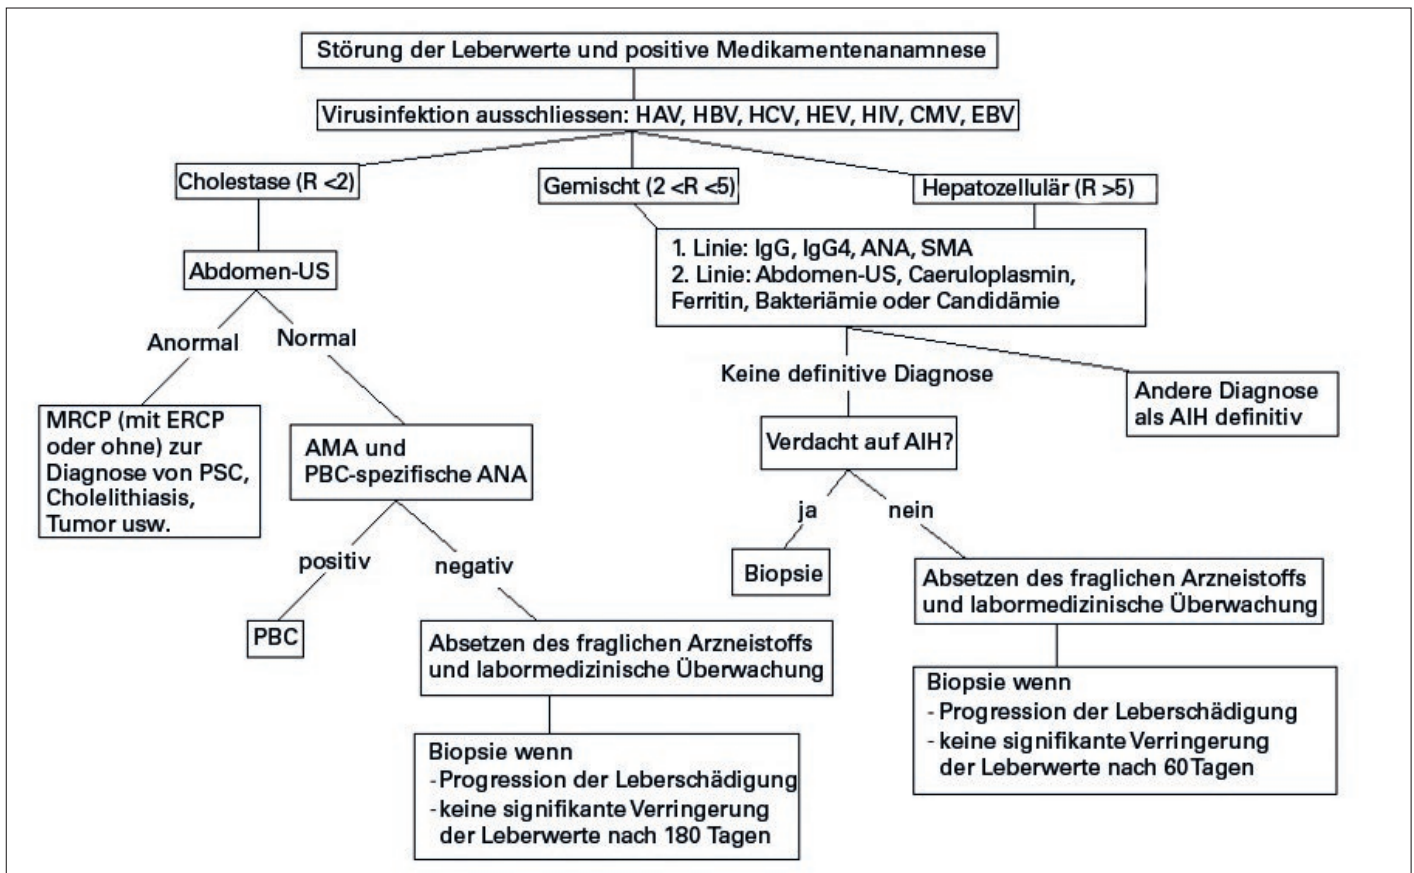 Störung der Leberwerte und positive Medikamentenanamnese
Virusinfektion ausschliessen: HAV, HBV, HCV, HEV, HIV, CMV, EBV
Cholestase (R <2)
Gemischt (2 <R <5)
Hepatozellulär (R >5)
Abdomen-US
1. Linie: IgG, IgG4, ANA, SMA
2. Linie: Abdomen-US, Caeruloplasmin,
Ferritin, Bakteriämie oder Candidämie
Anormal
Normal
Keine definitive Diagnose
Andere Diagnose
als AIH definitiv
MRCP (mit ERCP
oder ohne) zur
Diagnose von PSC,
Cholelithiasis,
Tumor usw.
AMA und
PBC-spezifische ANA
Verdacht auf AIH?
ja
nein
positiv
negativ
Biopsie
Absetzen des fraglichen Arzneistoffs
und labormedizinische Überwachung
PBC
Absetzen des fraglichen Arzneistoffs
und labormedizinische Überwachung
Biopsie wenn
- Progression der Leberschädigung
- keine signifikante Verringerung
der Leberwerte nach 60 Tagen
Biopsie wenn
- Progression der Leberschädigung
- keine signifikante Verringerung
der Leberwerte nach 180 Tagen